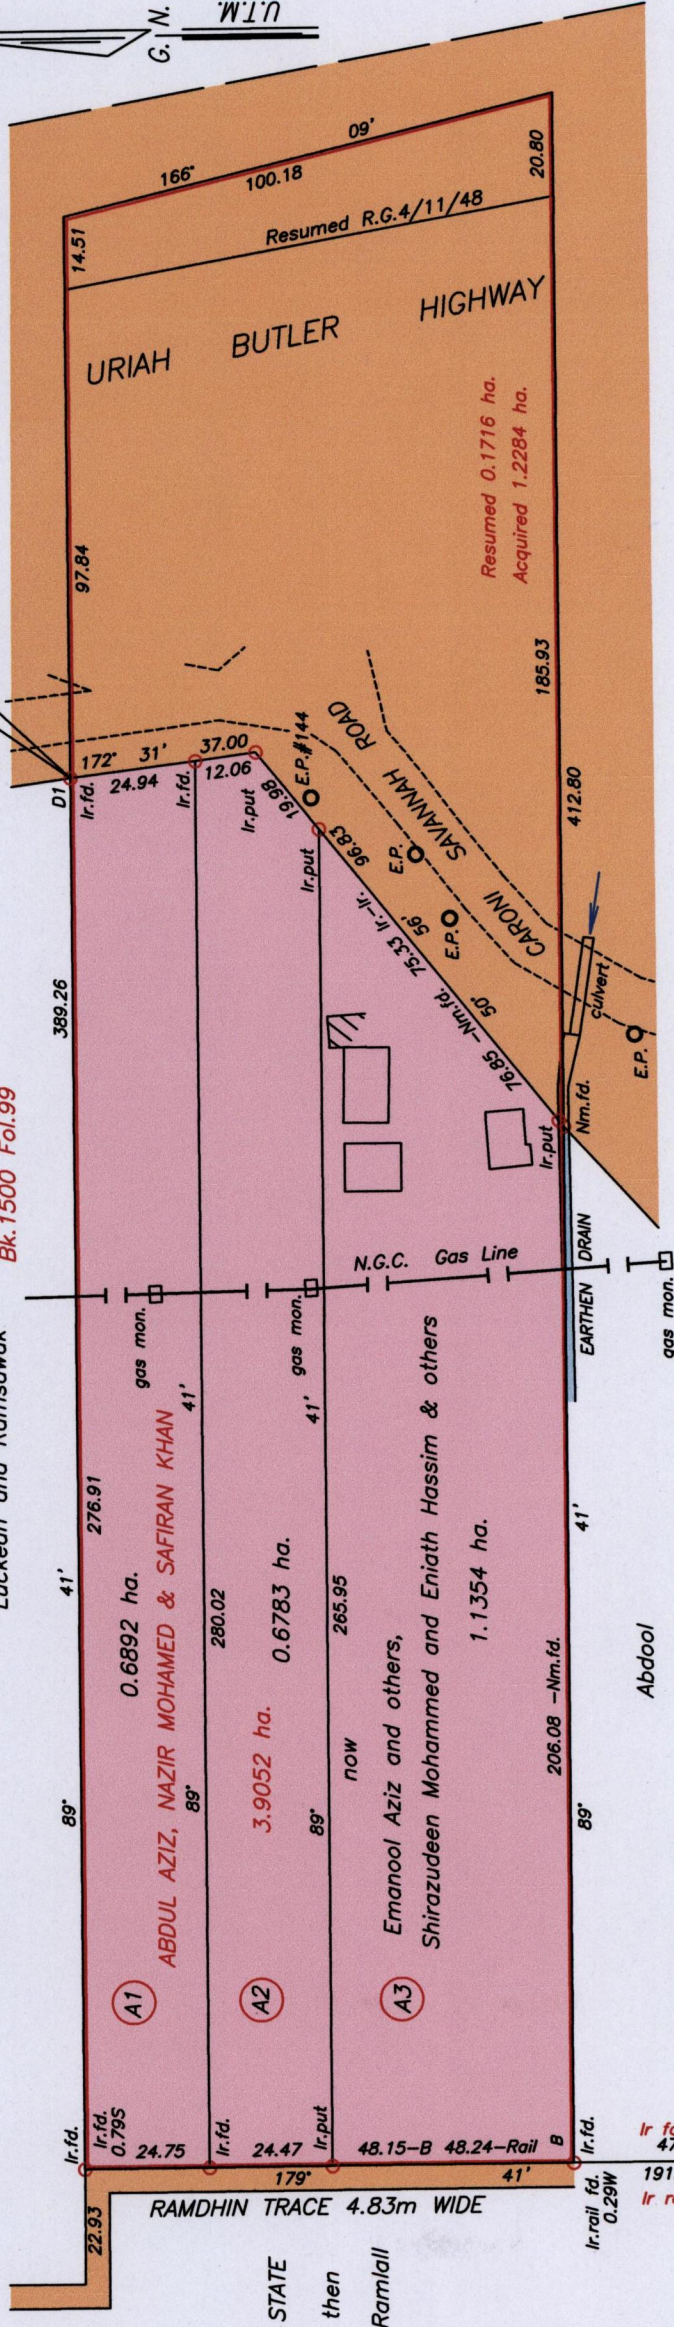 U.T.M.
G. N.
166° 09'
100.18
14.51
20.80
Resumed R.G.4/11/48
URIAH BUTLER HIGHWAY
Resumed 0.1716 ha.
Acquired 1.2284 ha.
97.84
185.93
412.80
D1
Ir.fd.
172° 31'
24.94
Ir.fd.
37.00
12.06
Ir.put
19.98
E.P.#144
Ir.put
96.83
56'
75.33 Ir.-Ir.
50°
76.85 -Nm.fd.
E.P.
E.P.
E.P.
CARONI SAVANNAH ROAD
culvert
Nm.fd.
Ir.put
EARTHEN DRAIN
389.26
Bk.1500 Fol.99
Luckeah and Ramsawak
N.G.C. Gas Line
gas mon.
gas mon.
gas mon.
276.91
41'
89°
0.6892 ha.
ABDUL AZIZ, NAZIR MOHAMED & SAFIRAN KHAN
A1
41'
280.02
89°
0.6783 ha.
3.9052 ha.
A2
41'
265.95
89°
now
Emanool Aziz and others,
Shirazudeen Mohammed and Eniath Hassim & others
1.1354 ha.
A3
206.08 -Nm.fd.
41'
89°
Abdool
Ir.fd.
Ir.fd.
0.79S
24.75
Ir.fd.
24.47
Ir.put
48.15-B 48.24-Rail
B
Ir.fd.
179° 41'
22.93
RAMDHIN TRACE 4.83m WIDE
Ir.rail fd.
0.29W
STATE
then
Ramlall